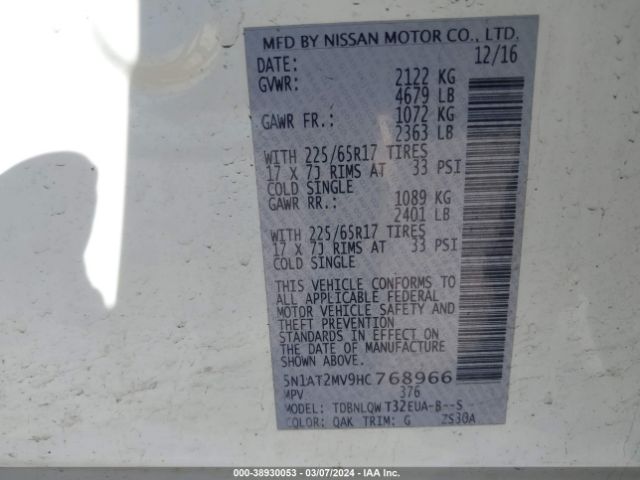 MFD BY NISSAN MOTOR CO., LTD.
DATE: 12/16
GVWR: 2122 KG
4679 LB
GAWR FR.: 1072 KG
2363 LB
WITH 225/65R17 TIRES
17 X 7J RIMS AT 33 PSI
COLD SINGLE
GAWR RR.: 1089 KG
2401 LB
WITH 225/65R17 TIRES
17 X 7J RIMS AT 33 PSI
COLD SINGLE
THIS VEHICLE CONFORMS TO
ALL APPLICABLE FEDERAL
MOTOR VEHICLE SAFETY AND
THEFT PREVENTION
STANDARDS IN EFFECT ON
THE DATE OF MANUFACTURE
SHOWN ABOVE.
5N1AT2MV9HC768966
MPV 376
MODEL: TDBNLQW T32EUA-B--S
COLOR: QAK TRIM: G ZS30A
000-38930053 - 03/07/2024 - IAA Inc.